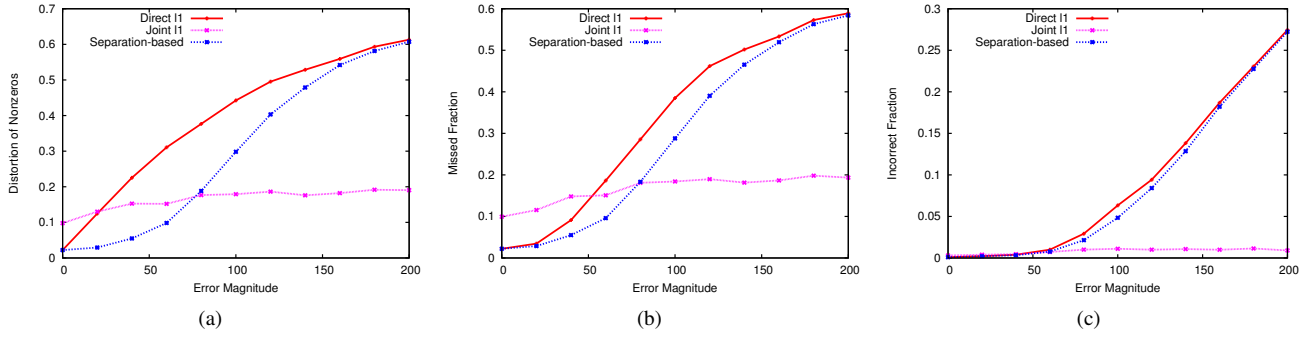 0.7
0.6
0.5
0.4
0.3
0.2
0.1
0
Distortion of Nonzeros
Direct l1
Joint l1
Separation-based
0 50 100 150 200
Error Magnitude
(a)
0.6
0.5
0.4
0.3
0.2
0.1
0
Missed Fraction
Direct l1
Joint l1
Separation-based
0 50 100 150 200
Error Magnitude
(b)
0.3
0.25
0.2
0.15
0.1
0.05
0
Incorrect Fraction
Direct l1
Joint l1
Separation-based
0 50 100 150 200
Error Magnitude
(c)